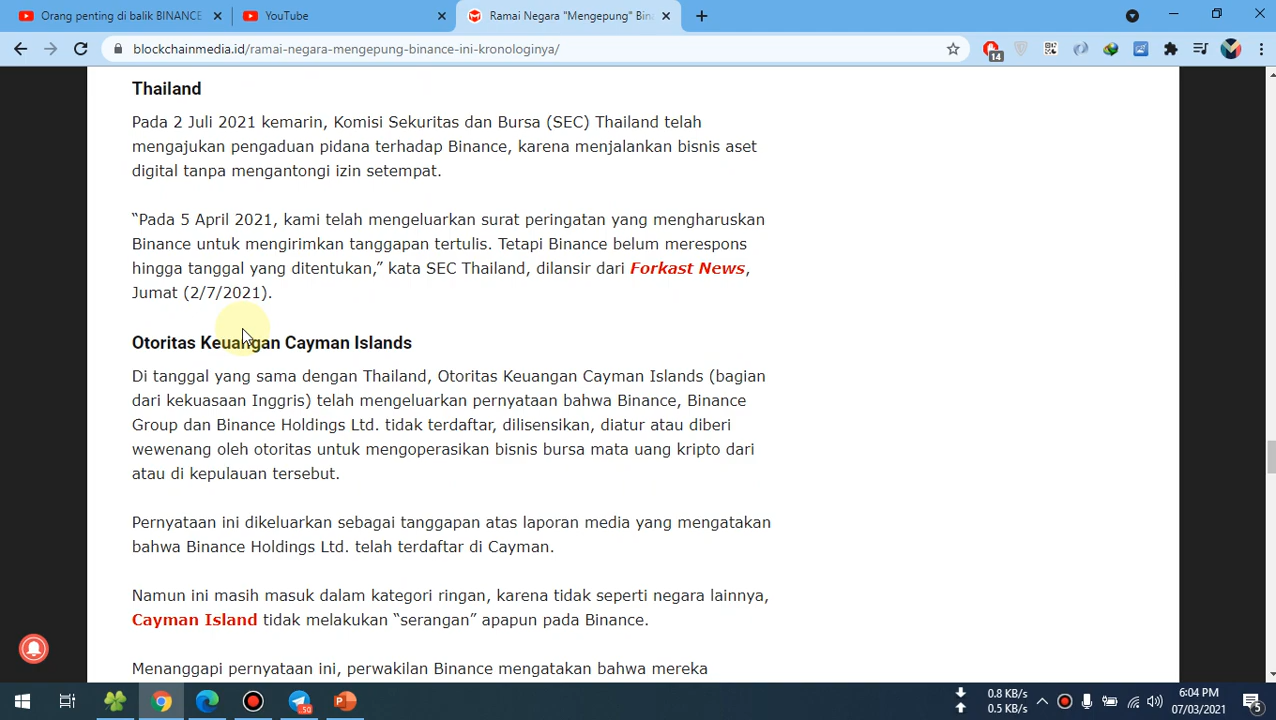 Orang penting di balik BINANCE
YouTube
Ramai Negara "Mengepung" Bin
blockchainmedia.id/ramai-negara-mengepung-binance-ini-kronologinya/
14
Thailand
Pada 2 Juli 2021 kemarin, Komisi Sekuritas dan Bursa (SEC) Thailand telah
mengajukan pengaduan pidana terhadap Binance, karena menjalankan bisnis aset
digital tanpa mengantongi izin setempat.
“Pada 5 April 2021, kami telah mengeluarkan surat peringatan yang mengharuskan
Binance untuk mengirimkan tanggapan tertulis. Tetapi Binance belum merespons
hingga tanggal yang ditentukan,” kata SEC Thailand, dilansir dari Forkast News,
Jumat (2/7/2021).
Otoritas Keuangan Cayman Islands
Di tanggal yang sama dengan Thailand, Otoritas Keuangan Cayman Islands (bagian
dari kekuasaan Inggris) telah mengeluarkan pernyataan bahwa Binance, Binance
Group dan Binance Holdings Ltd. tidak terdaftar, dilisensikan, diatur atau diberi
wewenang oleh otoritas untuk mengoperasikan bisnis bursa mata uang kripto dari
atau di kepulauan tersebut.
Pernyataan ini dikeluarkan sebagai tanggapan atas laporan media yang mengatakan
bahwa Binance Holdings Ltd. telah terdaftar di Cayman.
Namun ini masih masuk dalam kategori ringan, karena tidak seperti negara lainnya,
Cayman Island tidak melakukan “serangan” apapun pada Binance.
Menanggapi pernyataan ini, perwakilan Binance mengatakan bahwa mereka
50
0.8 KB/s
0.5 KB/s
6:04 PM
07/03/2021
5